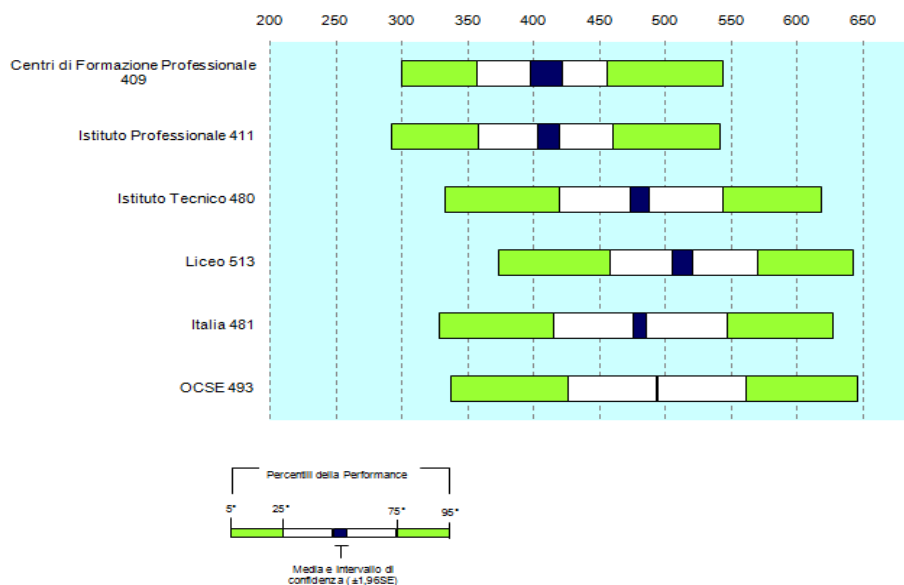 200 250 300 350 400 450 500 550 600 650
Centri di Formazione Professionale
409
Istituto Professionale 411
Istituto Tecnico 480
Liceo 513
Italia 481
OCSE 493
Percentili della Performance
5° 25° 75° 95°
Media e Intervallo di
confidenza (±1,96SE)